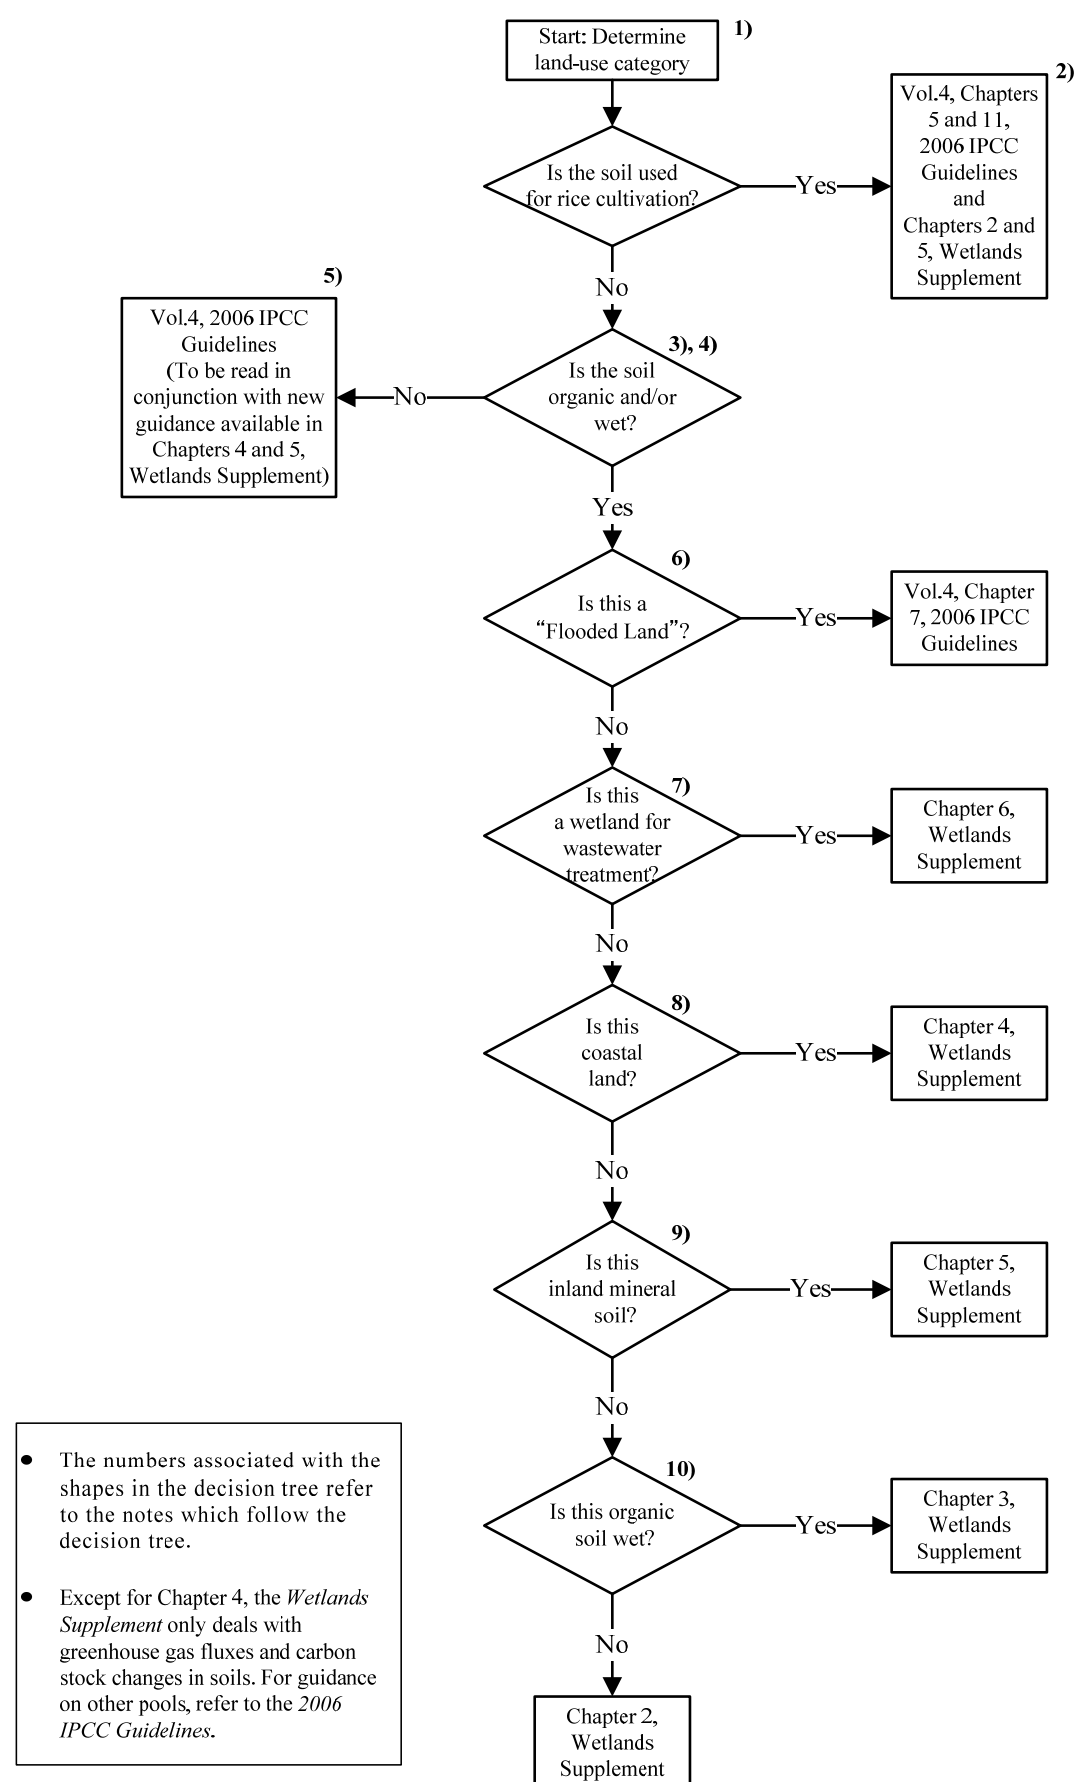 Start: Determine
land-use category
1)
2)
Vol.4, Chapters
5 and 11,
2006 IPCC
Guidelines
and
Chapters 2 and
5, Wetlands
Supplement
Is the soil used
for rice cultivation?
Yes
No
5)
Vol.4, 2006 IPCC
Guidelines
(To be read in
conjunction with new
guidance available in
Chapters 4 and 5,
Wetlands Supplement)
3), 4)
Is the soil
organic and/or
wet?
No
Yes
6)
Is this a
“Flooded Land”?
Yes
Vol.4, Chapter
7, 2006 IPCC
Guidelines
No
7)
Is this
a wetland for
wastewater
treatment?
Yes
Chapter 6,
Wetlands
Supplement
No
8)
Is this
coastal
land?
Yes
Chapter 4,
Wetlands
Supplement
No
9)
Is this
inland mineral
soil?
Yes
Chapter 5,
Wetlands
Supplement
No
10)
Is this organic
soil wet?
Yes
Chapter 3,
Wetlands
Supplement
No
Chapter 2,
Wetlands
Supplement
● The numbers associated with the
shapes in the decision tree refer
to the notes which follow the
decision tree.
● Except for Chapter 4, the Wetlands
Supplement only deals with
greenhouse gas fluxes and carbon
stock changes in soils. For guidance
on other pools, refer to the 2006
IPCC Guidelines.